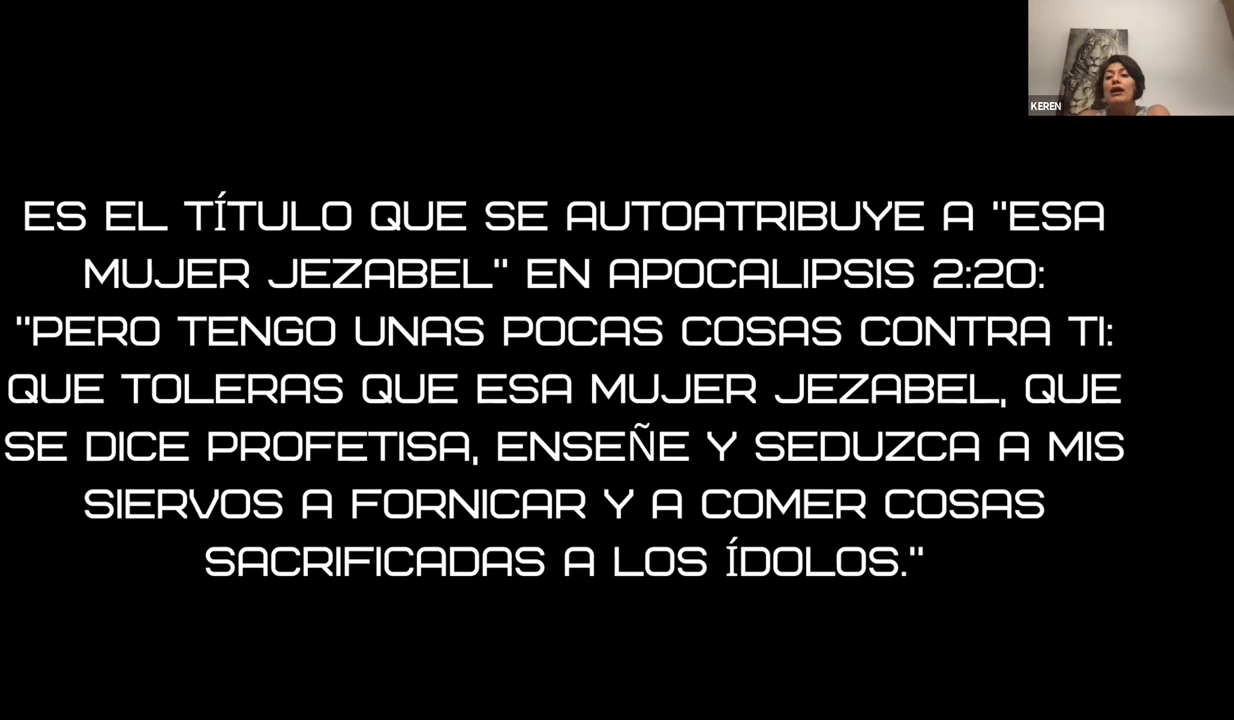 KEREN
ES EL TÍTULO QUE SE AUTOATRIBUYE A "ESA
MUJER JEZABEL" EN APOCALIPSIS 2:20:
"PERO TENGO UNAS POCAS COSAS CONTRA TI:
QUE TOLERAS QUE ESA MUJER JEZABEL, QUE
SE DICE PROFETISA, ENSEÑE Y SEDUZCA A MIS
SIERVOS A FORNICAR Y A COMER COSAS
SACRIFICADAS A LOS ÍDOLOS."